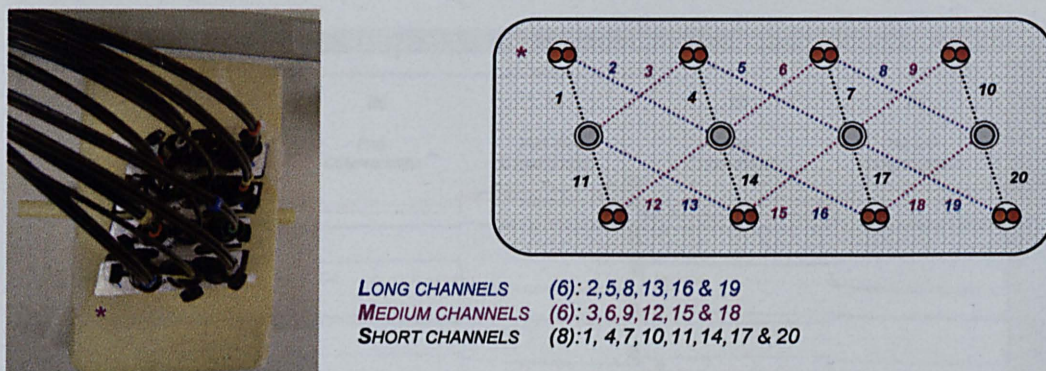 *
2 3 5 6 8 9
1 4 7 10
11 14 17 20
12 13 15 16 18 19
*
LONG CHANNELS (6): 2,5,8,13,16 & 19
MEDIUM CHANNELS (6): 3,6,9,12,15 & 18
SHORT CHANNELS (8):1, 4,7,10,11,14,17 & 20